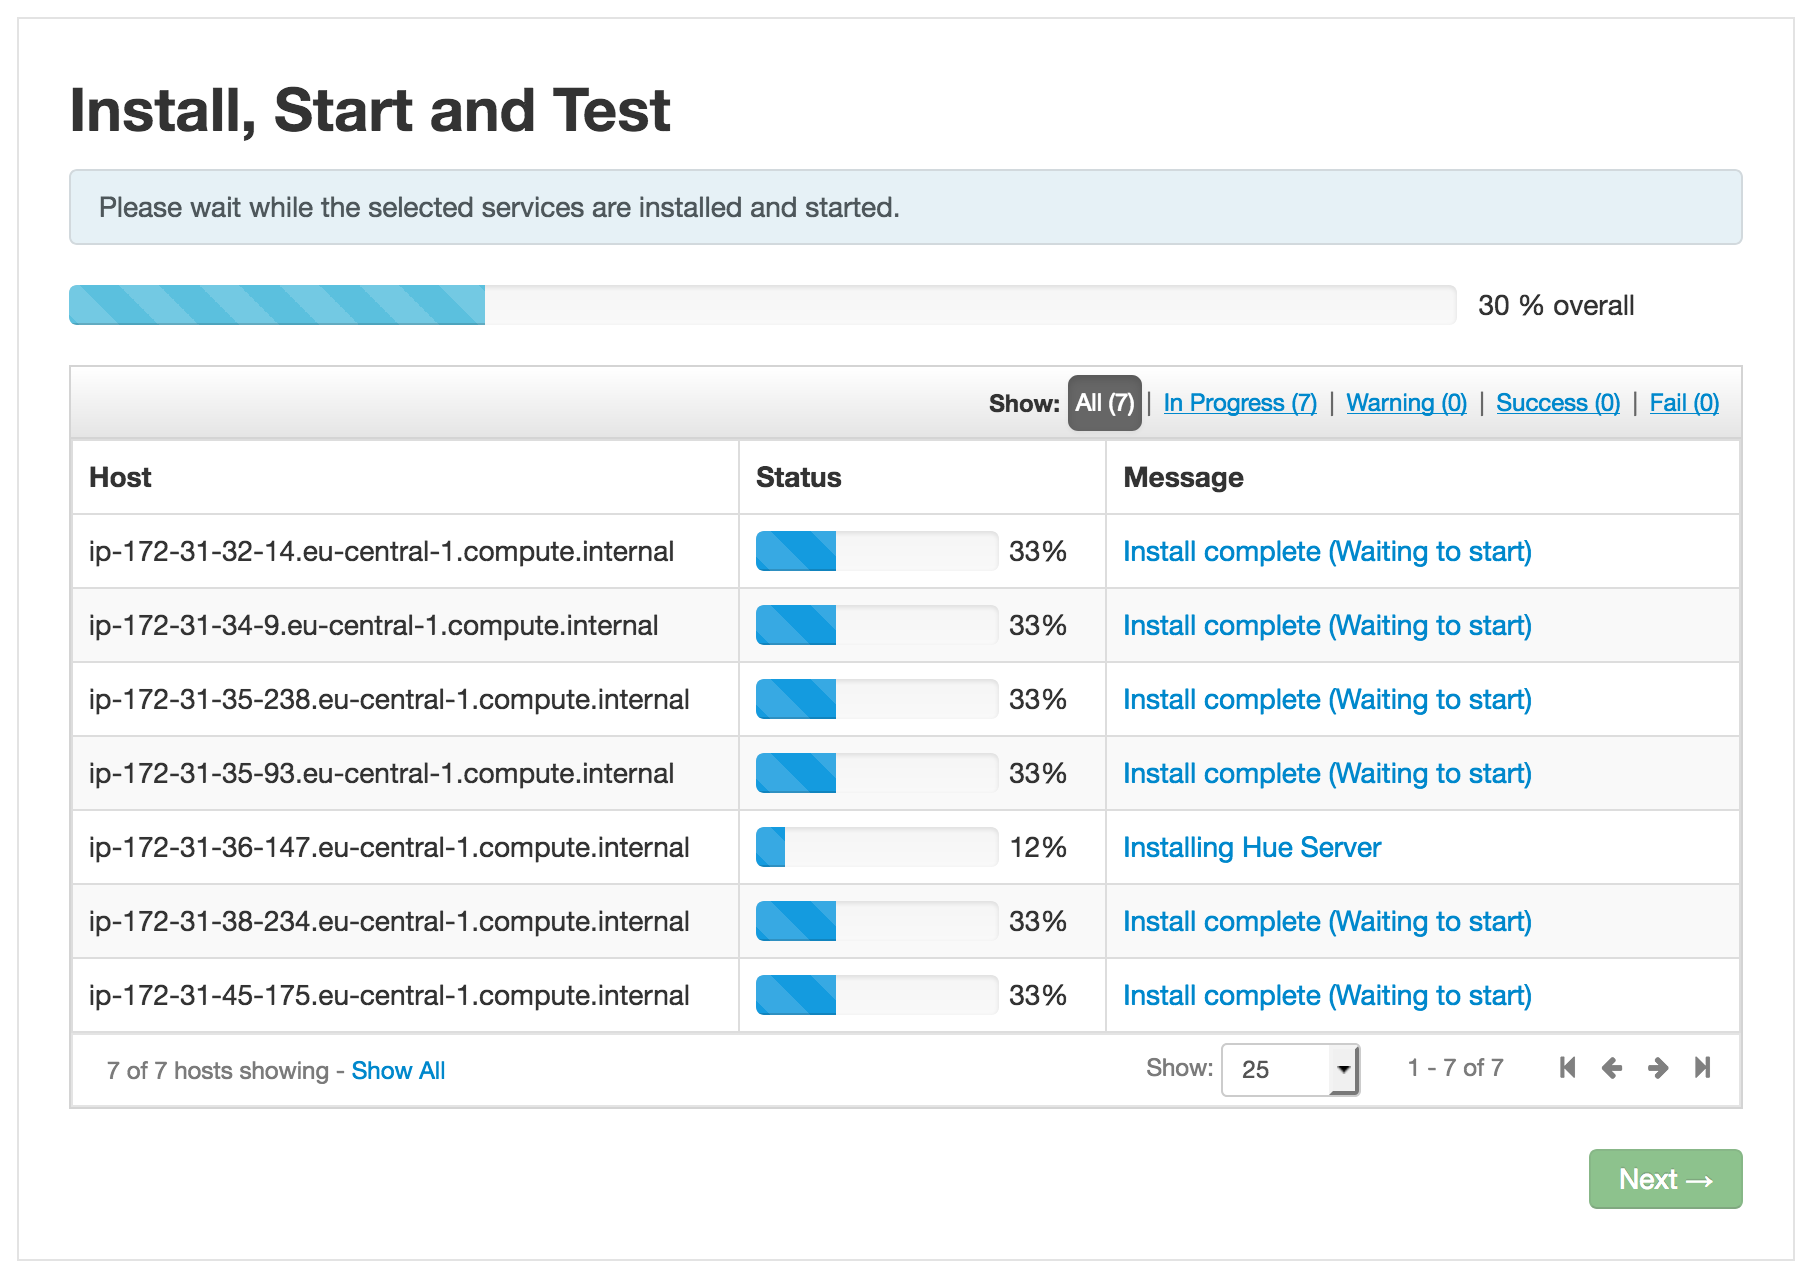 Install, Start and Test
Please wait while the selected services are installed and started.
30 % overall
Show: All (7) | In Progress (7) | Warning (0) | Success (0) | Fail (0)
Host Status Message
ip-172-31-32-14.eu-central-1.compute.internal 33% Install complete (Waiting to start)
ip-172-31-34-9.eu-central-1.compute.internal 33% Install complete (Waiting to start)
ip-172-31-35-238.eu-central-1.compute.internal 33% Install complete (Waiting to start)
ip-172-31-35-93.eu-central-1.compute.internal 33% Install complete (Waiting to start)
ip-172-31-36-147.eu-central-1.compute.internal 12% Installing Hue Server
ip-172-31-38-234.eu-central-1.compute.internal 33% Install complete (Waiting to start)
ip-172-31-45-175.eu-central-1.compute.internal 33% Install complete (Waiting to start)
7 of 7 hosts showing - Show All Show: 25 1 - 7 of 7
Next →